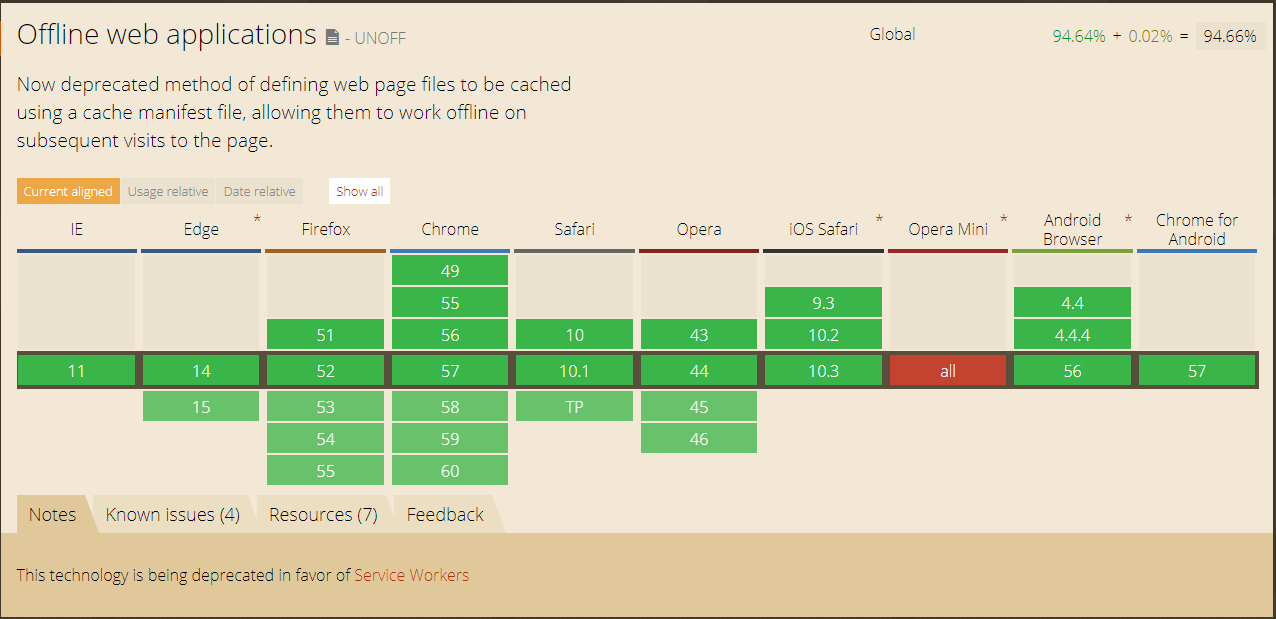 Offline web applications - UNOFF
Global 94.64% + 0.02% = 94.66%
Now deprecated method of defining web page files to be cached
using a cache manifest file, allowing them to work offline on
subsequent visits to the page.
Current aligned Usage relative Date relative Show all
IE Edge * Firefox Chrome Safari Opera iOS Safari * Opera Mini * Android Browser * Chrome for Android
49
55 9.3 4.4
51 56 10 43 10.2 4.4.4
11 14 52 57 10.1 44 10.3 all 56 57
15 53 58 TP 45
54 59 46
55 60
Notes Known issues (4) Resources (7) Feedback
This technology is being deprecated in favor of Service Workers